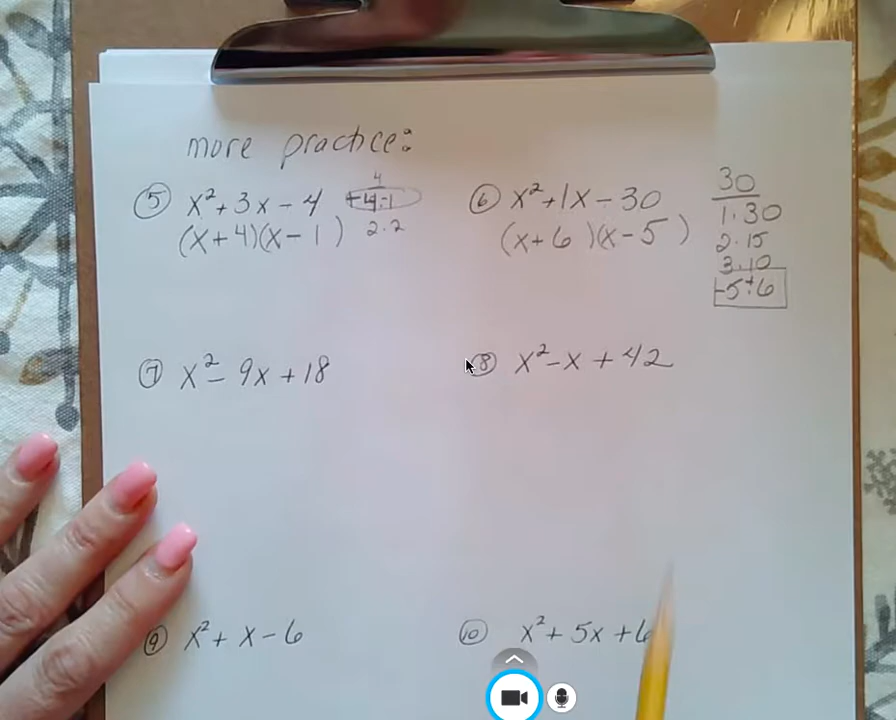 more practice:
⑤ x² + 3x - 4
(x + 4)(x - 1)
4
+4·-1
2·2
⑥ x² + 1x - 30
(x + 6)(x - 5)
30
1·30
2·15
3·10
-5·+6
⑦ x² - 9x + 18
⑧ x² - x + 42
⑨ x² + x - 6
⑩ x² + 5x + 6